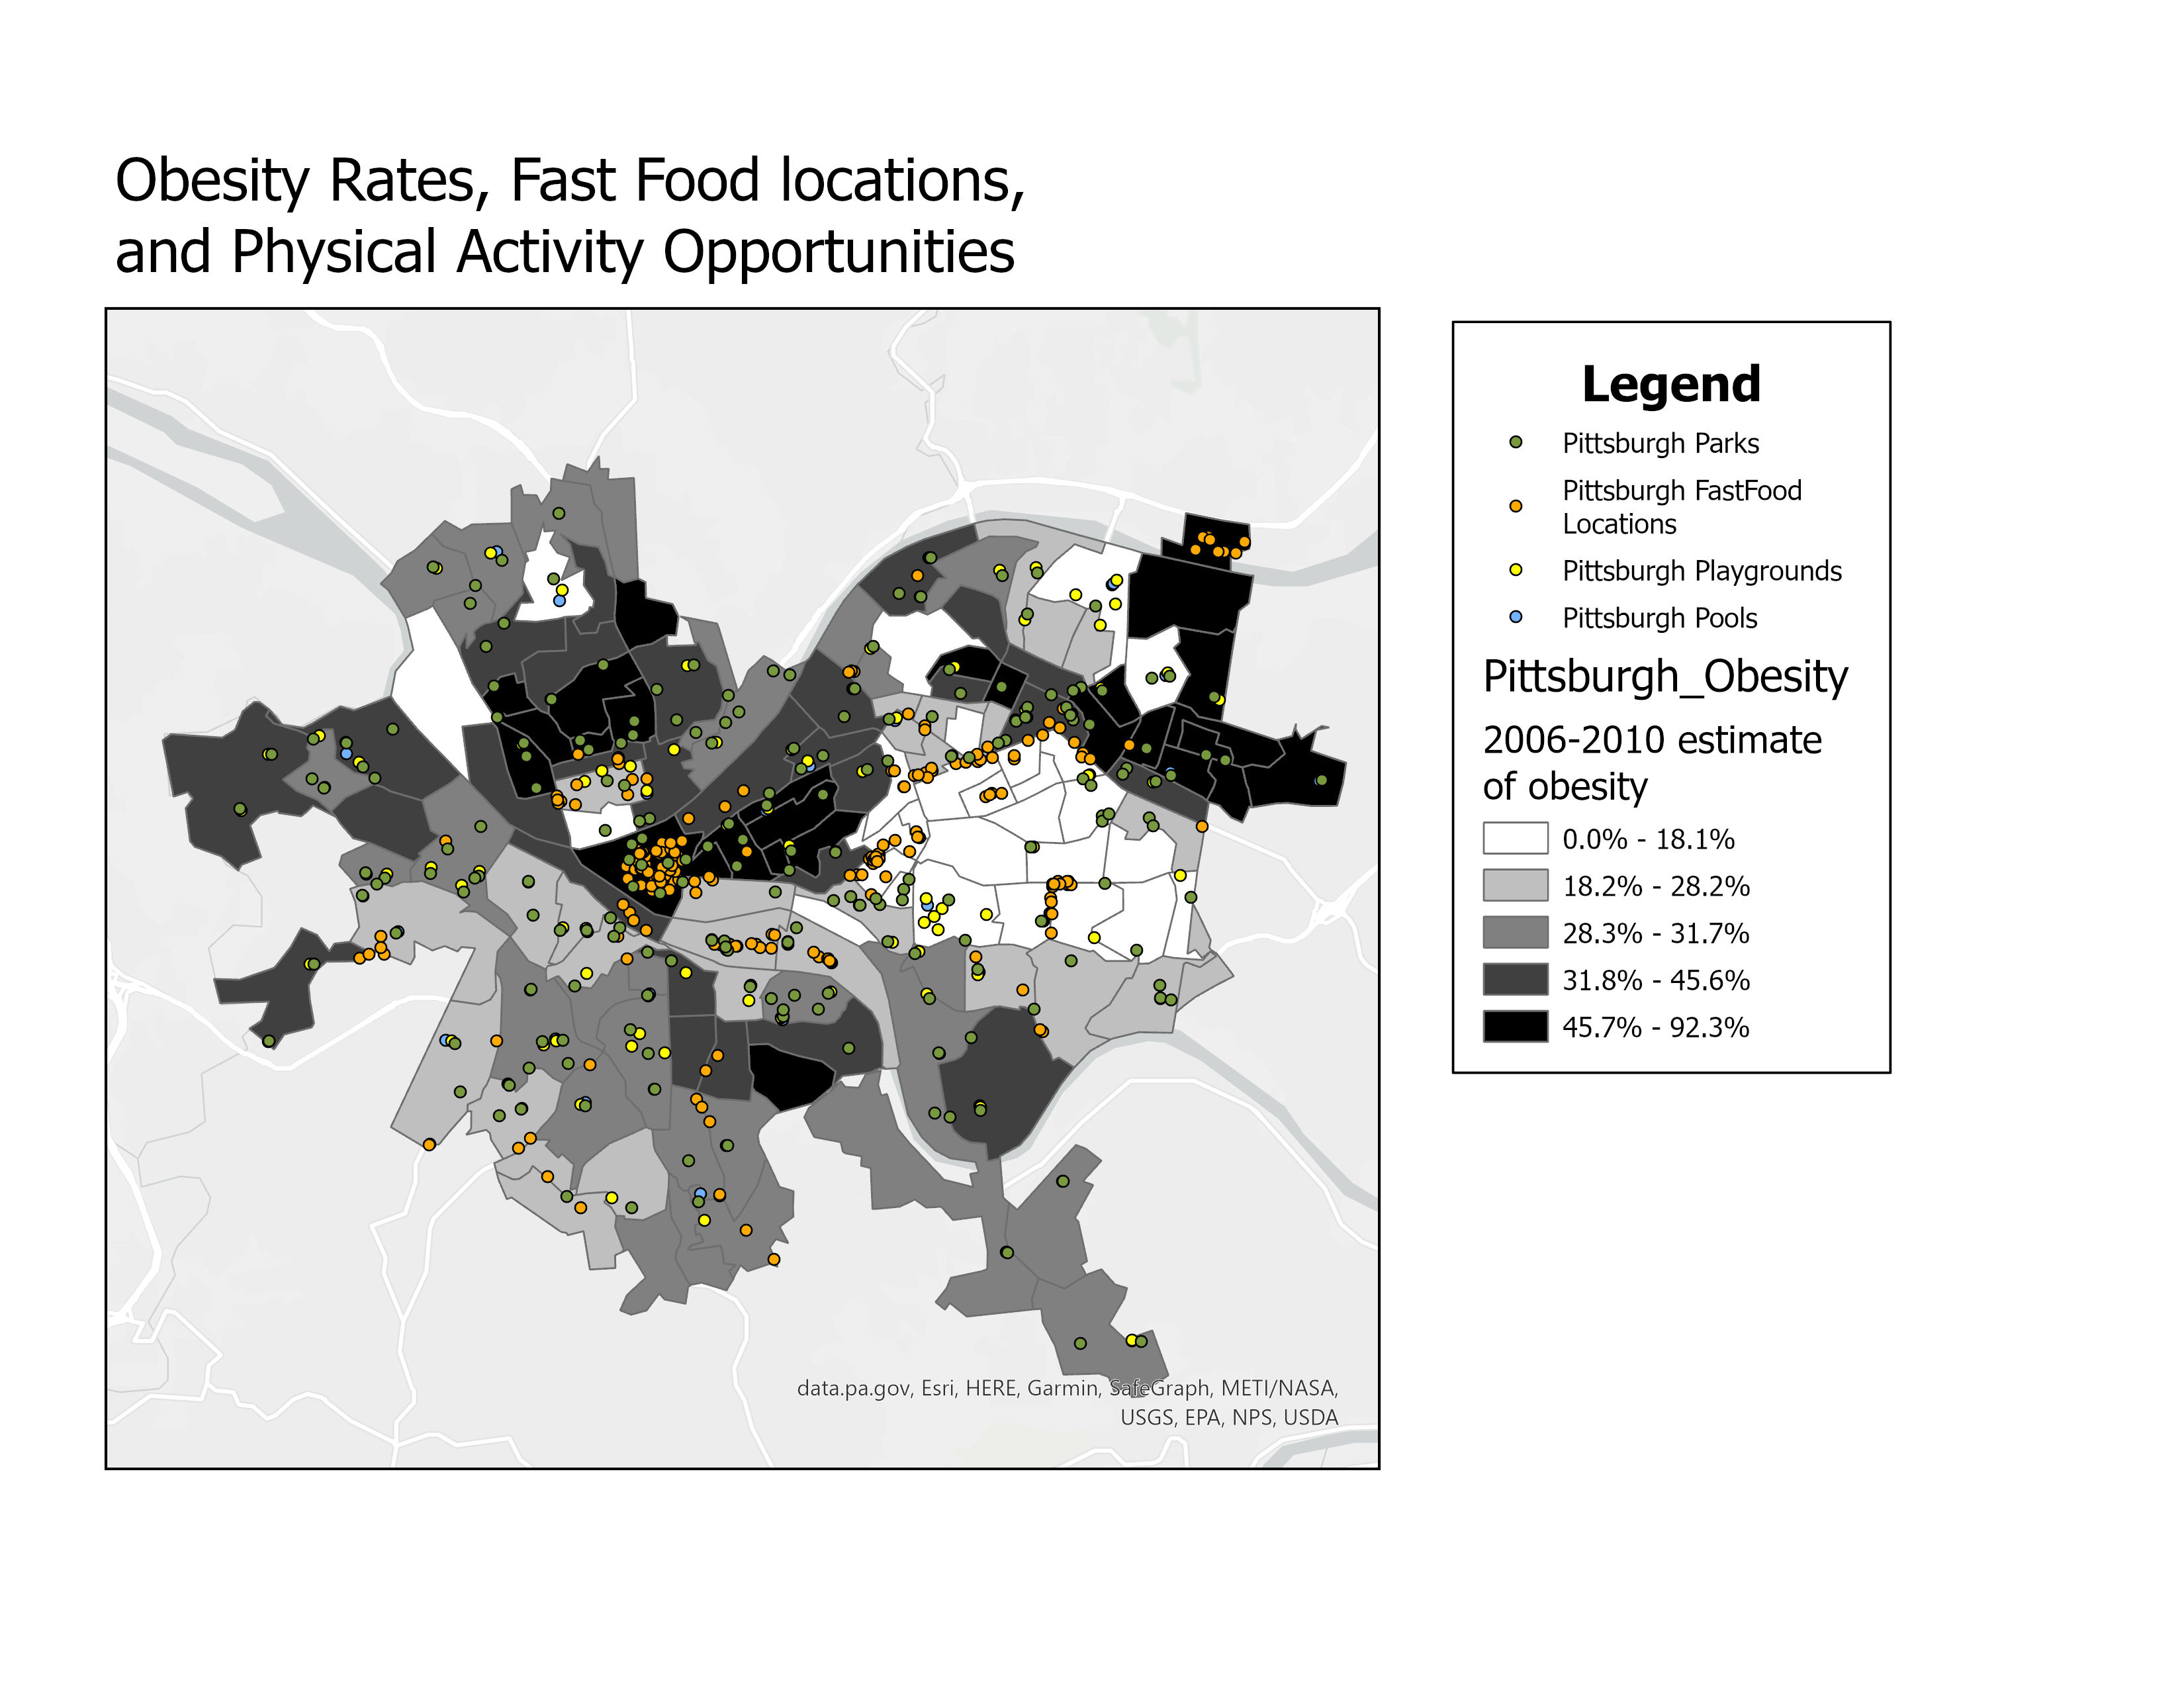 Obesity Rates, Fast Food locations,
and Physical Activity Opportunities
Legend
Pittsburgh Parks
Pittsburgh FastFood
Locations
Pittsburgh Playgrounds
Pittsburgh Pools
Pittsburgh_Obesity
2006-2010 estimate
of obesity
0.0% - 18.1%
18.2% - 28.2%
28.3% - 31.7%
31.8% - 45.6%
45.7% - 92.3%
data.pa.gov, Esri, HERE, Garmin, SafeGraph, METI/NASA,
USGS, EPA, NPS, USDA